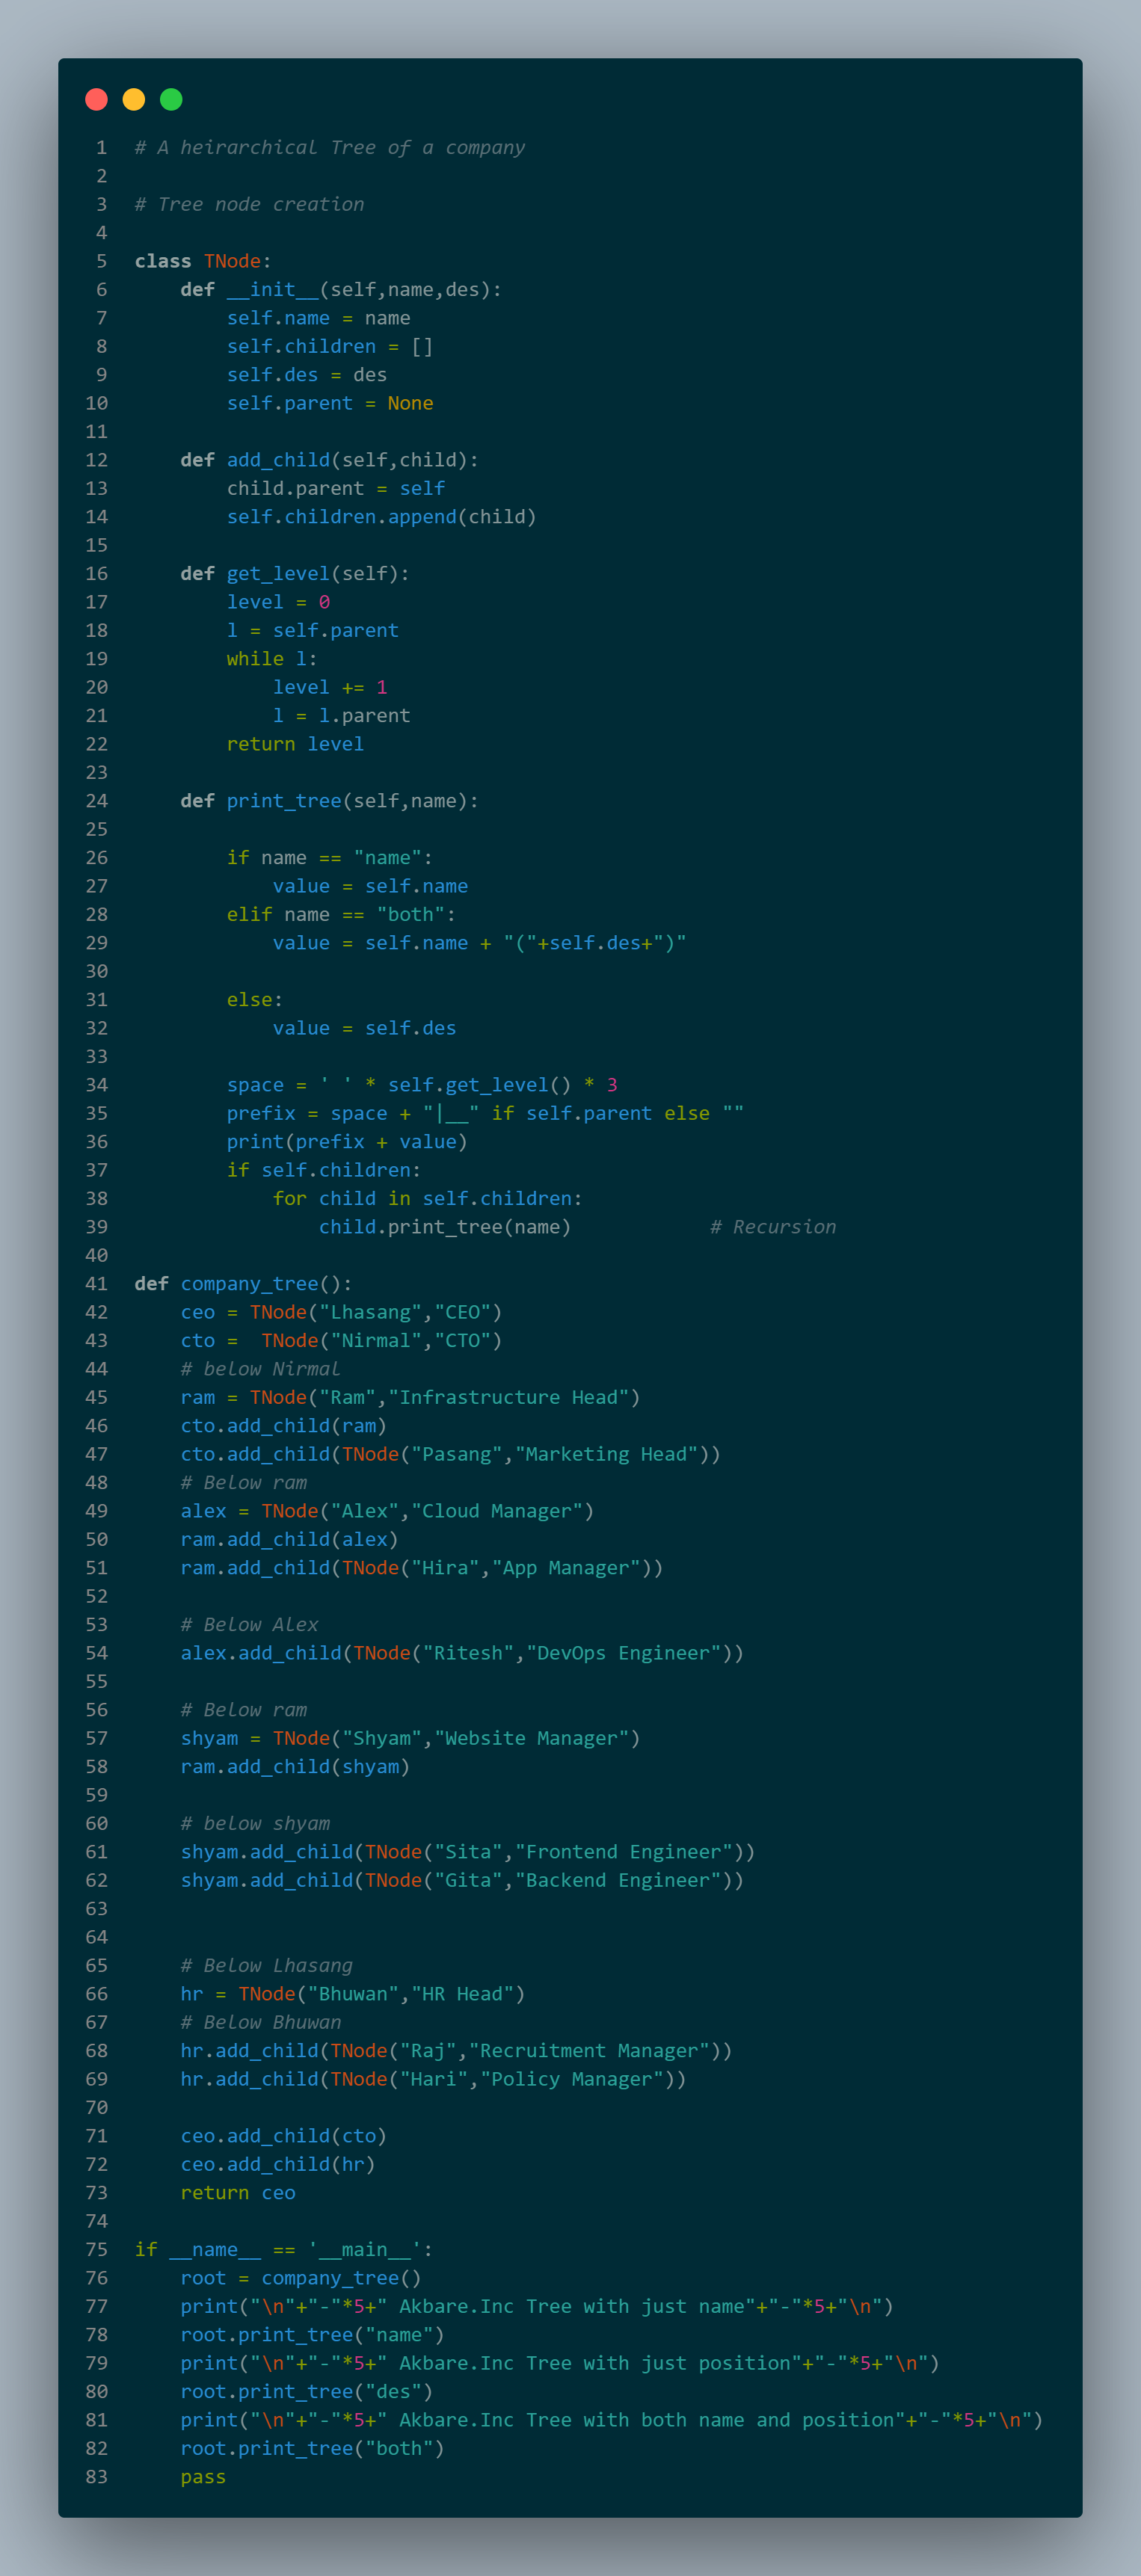 1 # A heirarchical Tree of a company
2
3 # Tree node creation
4
5 class TNode:
6     def __init__(self,name,des):
7         self.name = name
8         self.children = []
9         self.des = des
10         self.parent = None
11
12     def add_child(self,child):
13         child.parent = self
14         self.children.append(child)
15
16     def get_level(self):
17         level = 0
18         l = self.parent
19         while l:
20             level += 1
21             l = l.parent
22         return level
23
24     def print_tree(self,name):
25
26         if name == "name":
27             value = self.name
28         elif name == "both":
29             value = self.name + "("+self.des+")"
30
31         else:
32             value = self.des
33
34         space = ' ' * self.get_level() * 3
35         prefix = space + "|__" if self.parent else ""
36         print(prefix + value)
37         if self.children:
38             for child in self.children:
39                 child.print_tree(name)            # Recursion
40
41 def company_tree():
42     ceo = TNode("Lhasang","CEO")
43     cto =  TNode("Nirmal","CTO")
44     # below Nirmal
45     ram = TNode("Ram","Infrastructure Head")
46     cto.add_child(ram)
47     cto.add_child(TNode("Pasang","Marketing Head"))
48     # Below ram
49     alex = TNode("Alex","Cloud Manager")
50     ram.add_child(alex)
51     ram.add_child(TNode("Hira","App Manager"))
52
53     # Below Alex
54     alex.add_child(TNode("Ritesh","DevOps Engineer"))
55
56     # Below ram
57     shyam = TNode("Shyam","Website Manager")
58     ram.add_child(shyam)
59
60     # below shyam
61     shyam.add_child(TNode("Sita","Frontend Engineer"))
62     shyam.add_child(TNode("Gita","Backend Engineer"))
63
64
65     # Below Lhasang
66     hr = TNode("Bhuwan","HR Head")
67     # Below Bhuwan
68     hr.add_child(TNode("Raj","Recruitment Manager"))
69     hr.add_child(TNode("Hari","Policy Manager"))
70
71     ceo.add_child(cto)
72     ceo.add_child(hr)
73     return ceo
74
75 if __name__ == '__main__':
76     root = company_tree()
77     print("\n"+"-"*5+" Akbare.Inc Tree with just name"+"-"*5+"\n")
78     root.print_tree("name")
79     print("\n"+"-"*5+" Akbare.Inc Tree with just position"+"-"*5+"\n")
80     root.print_tree("des")
81     print("\n"+"-"*5+" Akbare.Inc Tree with both name and position"+"-"*5+"\n")
82     root.print_tree("both")
83     pass